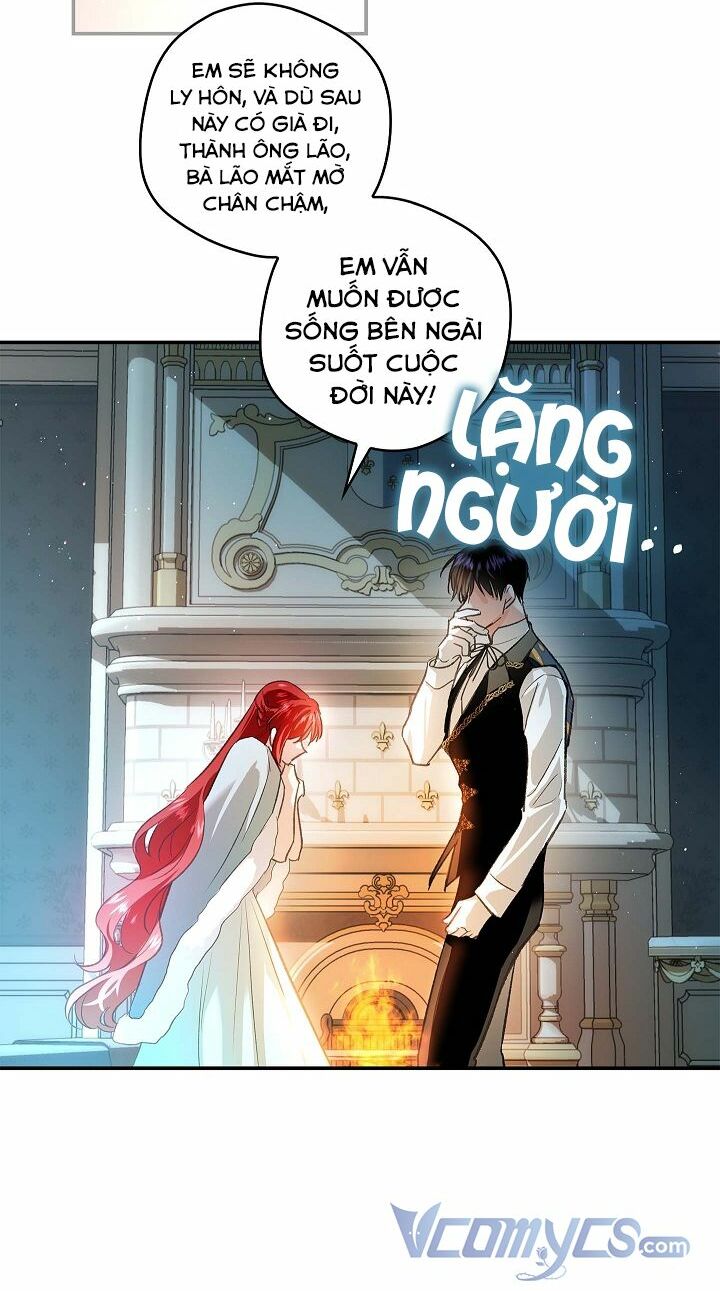 EM SẼ KHÔNG
LY HÔN, VÀ DÙ SAU
NÀY CÓ GIÀ ĐI,
THÀNH ÔNG LÃO,
BÀ LÃO MẮT MỜ
CHÂN CHẬM,
EM VẪN
MUỐN ĐƯỢC
SỐNG BÊN NGÀI
SUỐT CUỘC
ĐỜI NÀY!
LẶNG
NGƯỜI..
VCOMYCS.com